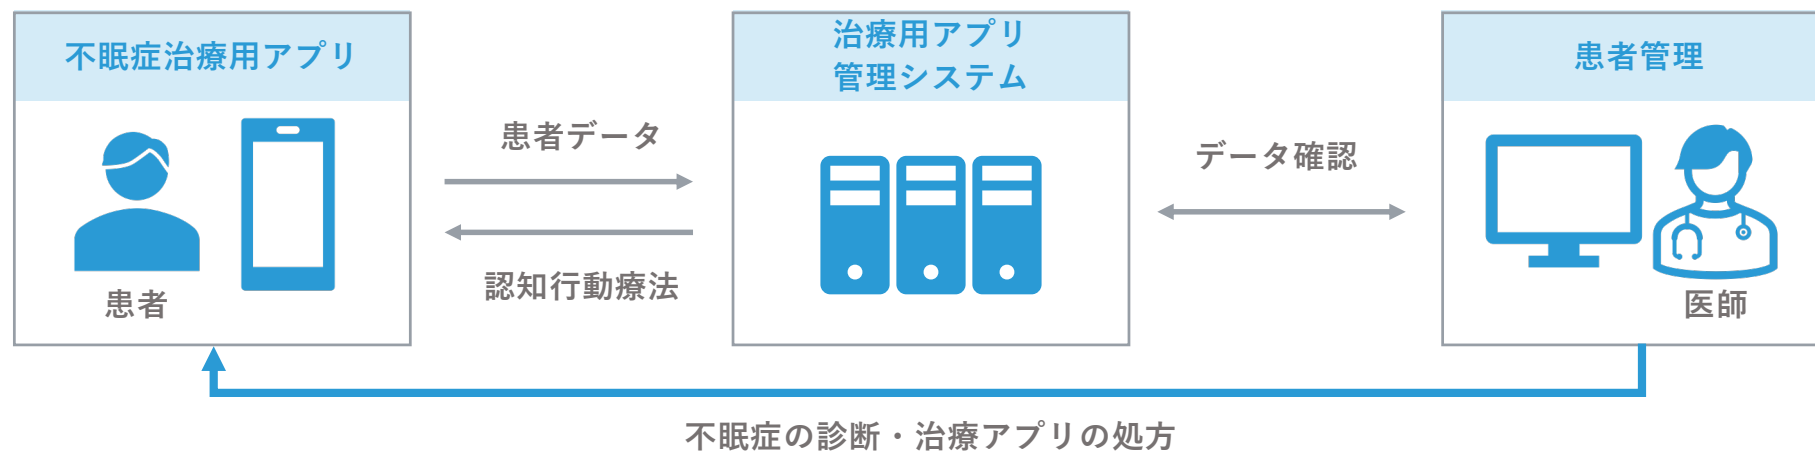 不眠症治療用アプリ
治療用アプリ
管理システム
患者管理
患者データ
データ確認
認知行動療法
患者
医師
不眠症の診断・治療アプリの処方